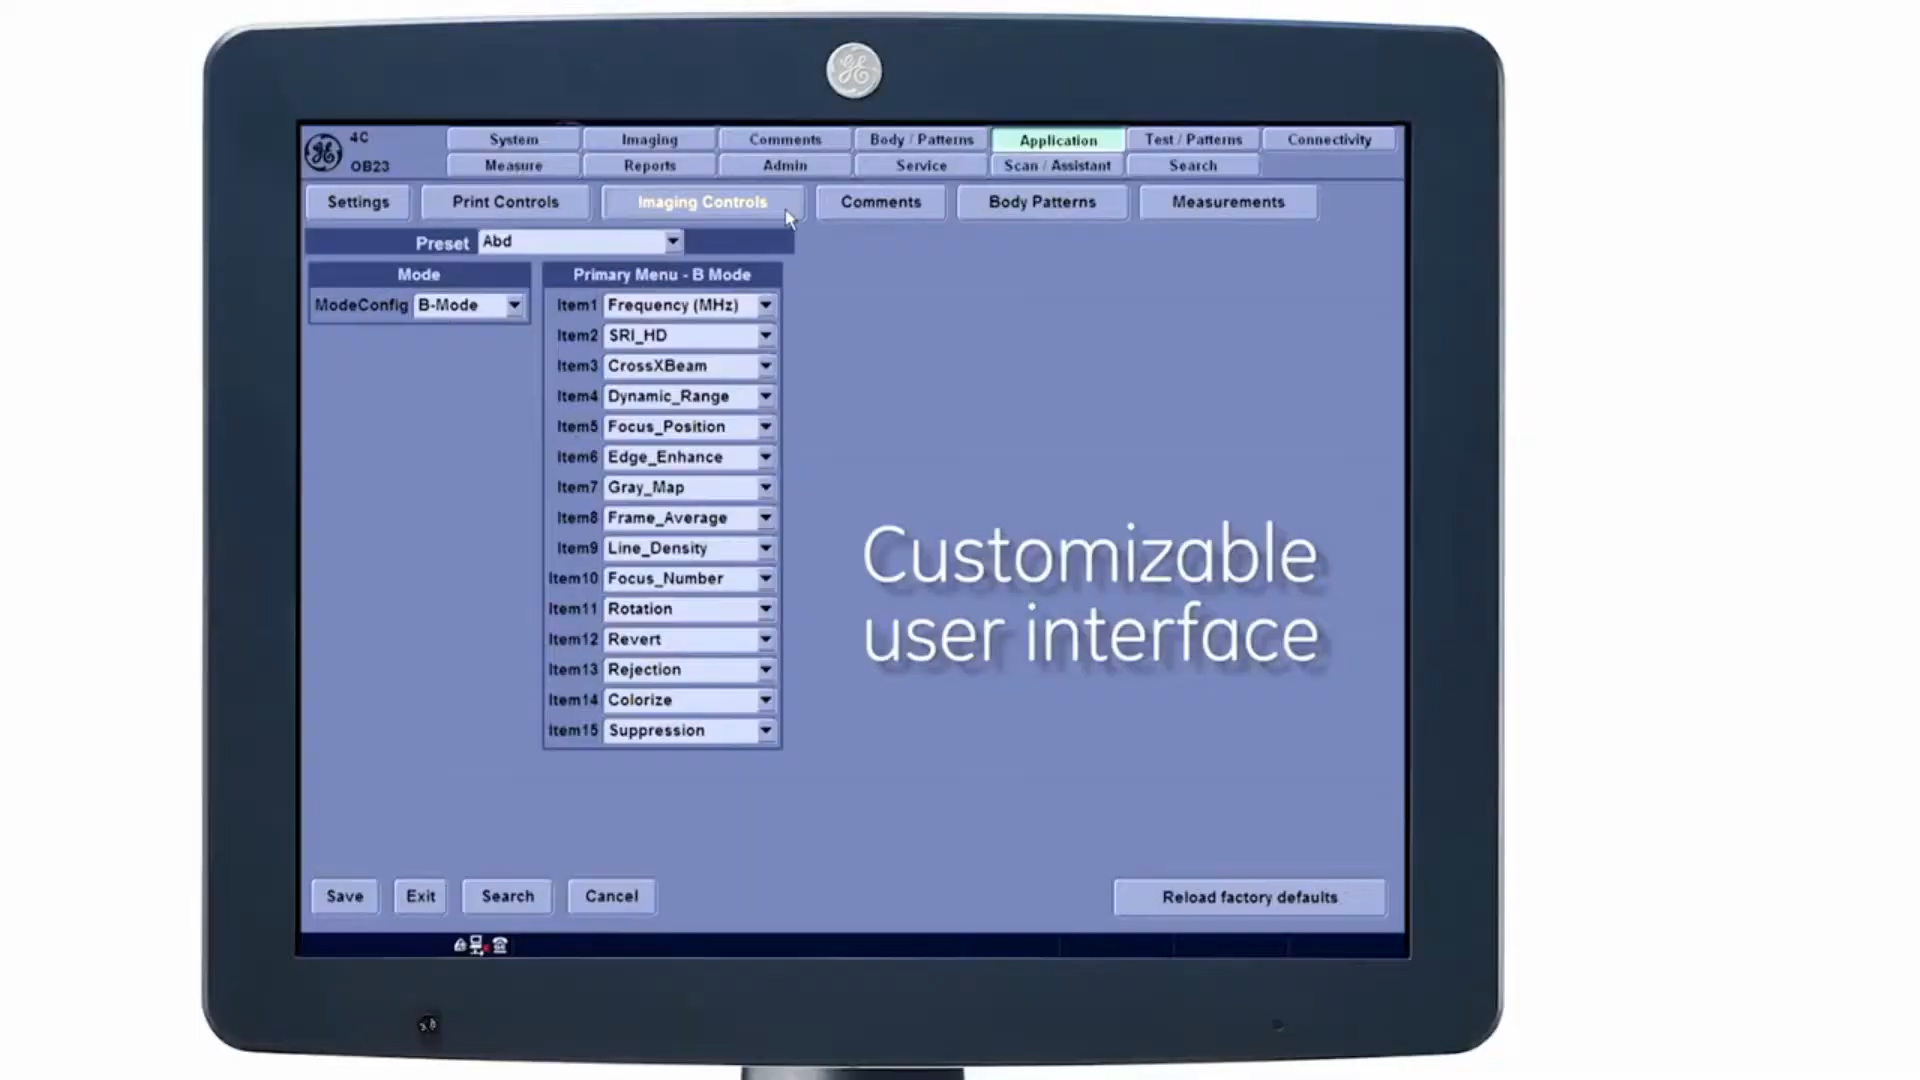 GE
4C
OB23
System
Imaging
Comments
Body / Patterns
Application
Test / Patterns
Connectivity
Measure
Reports
Admin
Service
Scan / Assistant
Search
Settings
Print Controls
Imaging Controls
Comments
Body Patterns
Measurements
Preset Abd
Mode
ModeConfig B-Mode
Primary Menu - B Mode
Item1 Frequency (MHz)
Item2 SRI_HD
Item3 CrossXBeam
Item4 Dynamic_Range
Item5 Focus_Position
Item6 Edge_Enhance
Item7 Gray_Map
Item8 Frame_Average
Item9 Line_Density
Item10 Focus_Number
Item11 Rotation
Item12 Revert
Item13 Rejection
Item14 Colorize
Item15 Suppression
Customizable
user interface
Save
Exit
Search
Cancel
Reload factory defaults